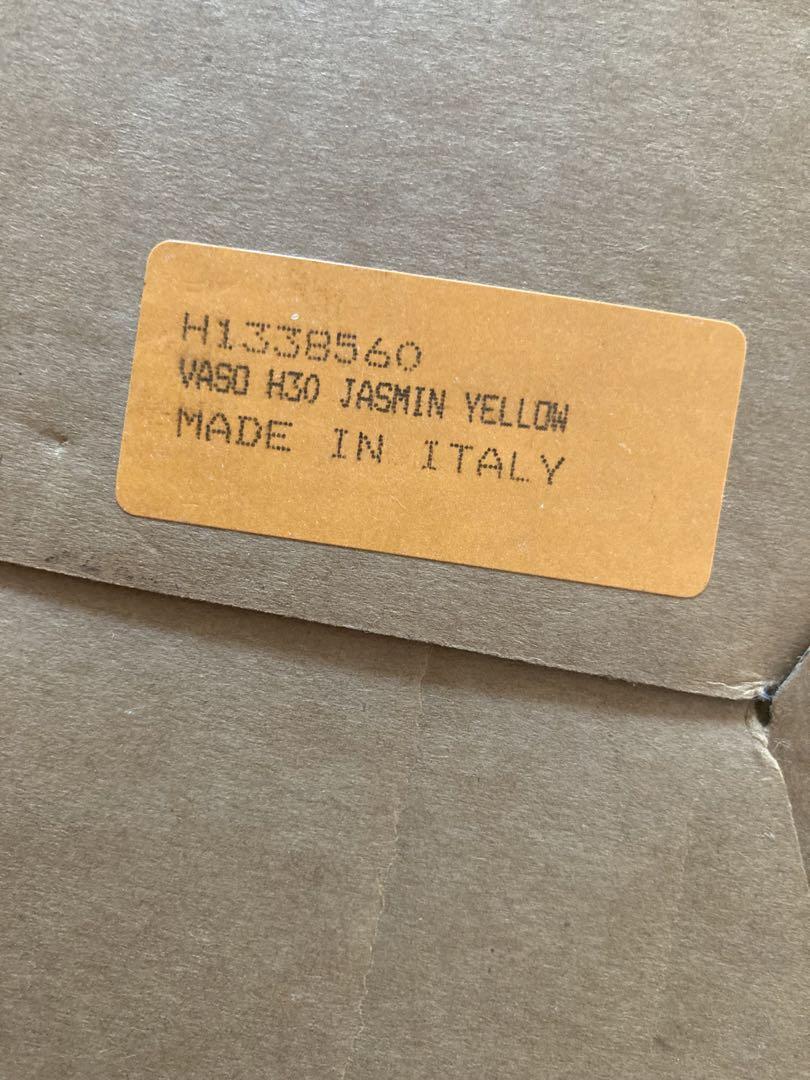 H1338560
VASO H30 JASMIN YELLOW
MADE IN ITALY